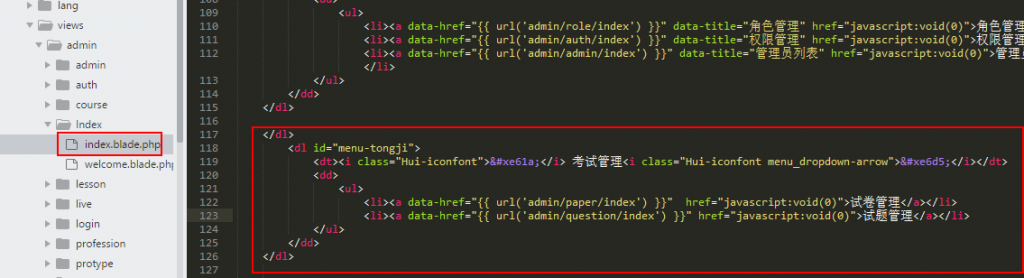 lang
views
admin
admin
auth
course
Index
index.blade.php
welcome.blade.php
lesson
live
login
profession
protype
109 <ul>
110 <li><a data-href="{{ url('admin/role/index') }}" data-title="角色管理" href="javascript:void(0)">角色管理
111 <li><a data-href="{{ url('admin/auth/index') }}" data-title="权限管理" href="javascript:void(0)">权限管理
112 <li><a data-href="{{ url('admin/admin/index') }}" data-title="管理员列表" href="javascript:void(0)">管理员
</li>
113 </ul>
114 </dd>
115 </dl>
116
117 </dl>
118 <dl id="menu-tongji">
119 <dt><i class="Hui-iconfont">&#xe61a;</i> 考试管理<i class="Hui-iconfont menu_dropdown-arrow">&#xe6d5;</i></dt>
120 <dd>
121 <ul>
122 <li><a data-href="{{ url('admin/paper/index') }}"  href="javascript:void(0)">试卷管理</a></li>
123 <li><a data-href="{{ url('admin/question/index') }}" href="javascript:void(0)">试题管理</a></li>
124 </ul>
125 </dd>
126 </dl>
127